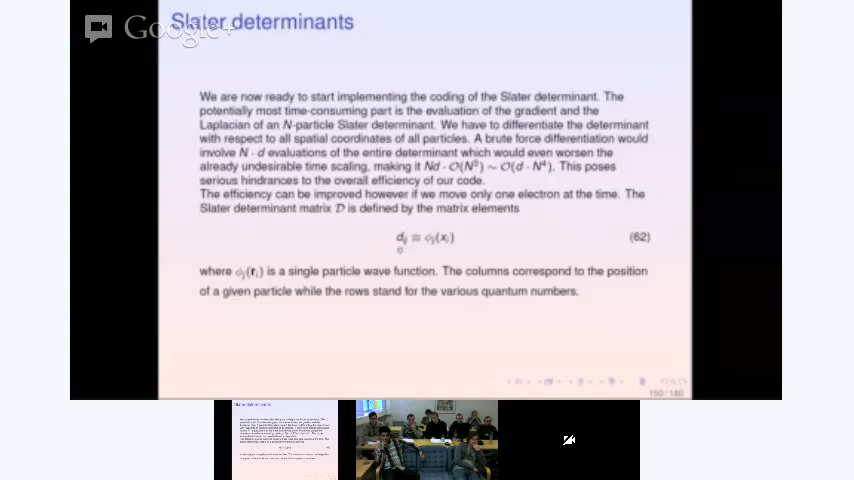 Slater determinants
Google+
We are now ready to start implementing the coding of the Slater determinant. The
potentially most time-consuming part is the evaluation of the gradient and the
Laplacian of an N-particle Slater determinant. We have to differentiate the determinant
with respect to all spatial coordinates of all particles. A brute force differentiation would
involve N · d evaluations of the entire determinant which would even worsen the
already undesirable time scaling, making it Nd · O(N³) ~ O(d · N⁴). This poses
serious hindrances to the overall efficiency of our code.
The efficiency can be improved however if we move only one electron at the time. The
Slater determinant matrix D is defined by the matrix elements
dᵢⱼ ≡ ϕⱼ(xᵢ) (62)
where ϕⱼ(rᵢ) is a single particle wave function. The columns correspond to the position
of a given particle while the rows stand for the various quantum numbers.
150 / 180
Slater determinants